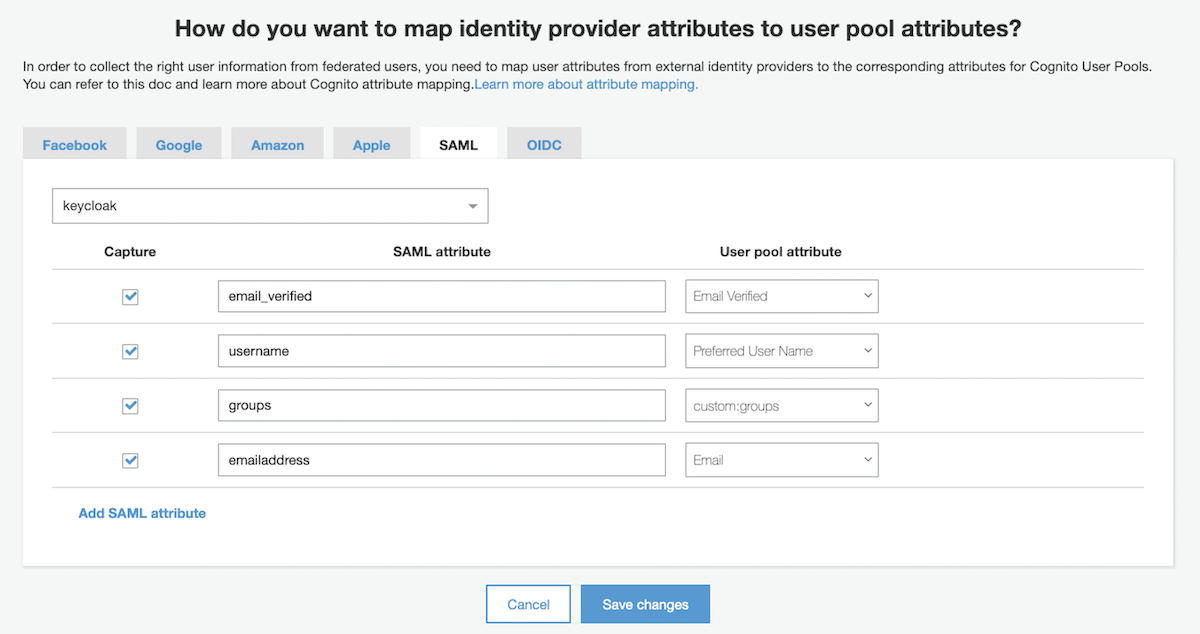 How do you want to map identity provider attributes to user pool attributes?
In order to collect the right user information from federated users, you need to map user attributes from external identity providers to the corresponding attributes for Cognito User Pools.
You can refer to this doc and learn more about Cognito attribute mapping.Learn more about attribute mapping.
Facebook Google Amazon Apple SAML OIDC
keycloak
Capture SAML attribute User pool attribute
email_verified Email Verified
username Preferred User Name
groups custom:groups
emailaddress Email
Add SAML attribute
Cancel Save changes